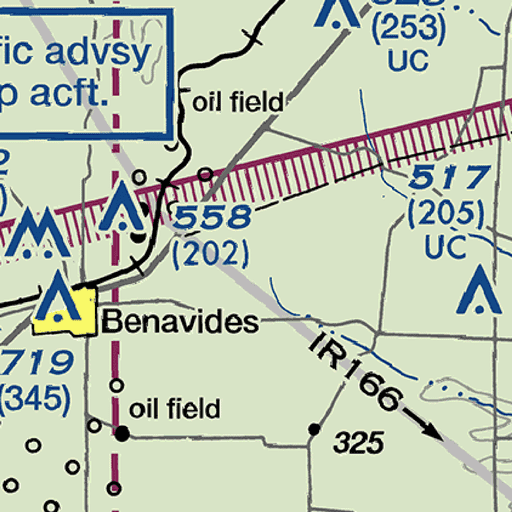 (253)
UC
fic advsy
p acft.
oil field
517
(205)
UC
558
(202)
Benavides
719
(345)
IR166
oil field
325